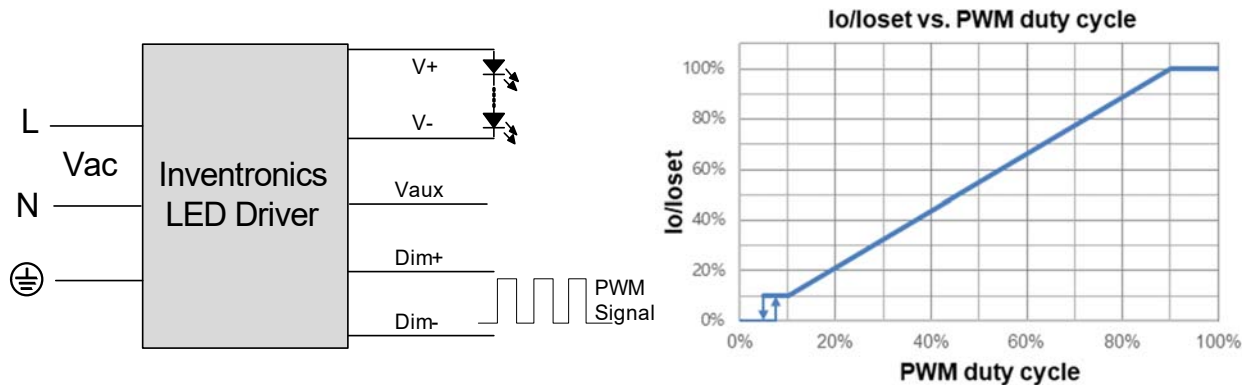 L
Vac
N
Inventronics
LED Driver
V+
V-
Vaux
Dim+
Dim-
PWM
Signal
Io/Ioset vs. PWM duty cycle
Io/Ioset
100%
80%
60%
40%
20%
0%
0% 20% 40% 60% 80% 100%
PWM duty cycle